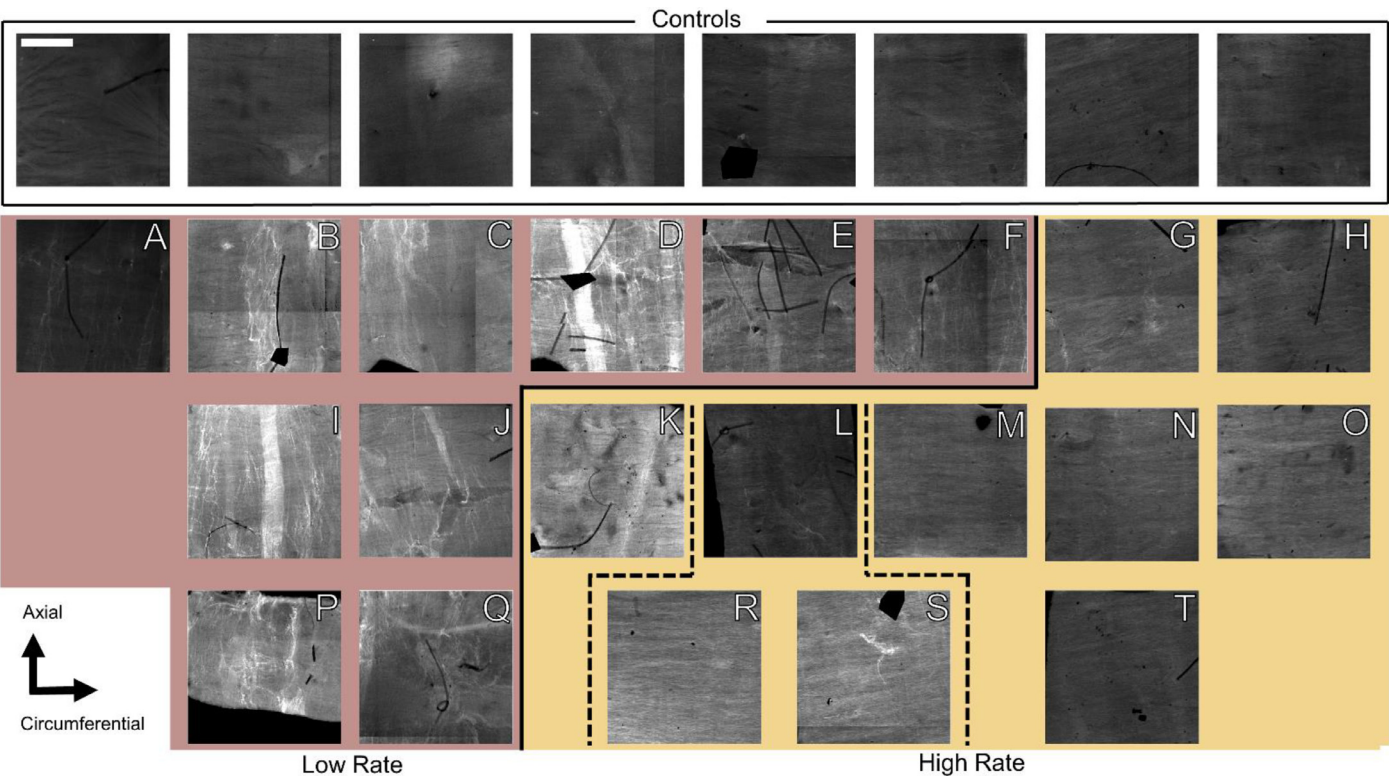 Controls
A B C D E F G H
I J K L M N O
P Q R S T
Axial
Circumferential
Low Rate
High Rate